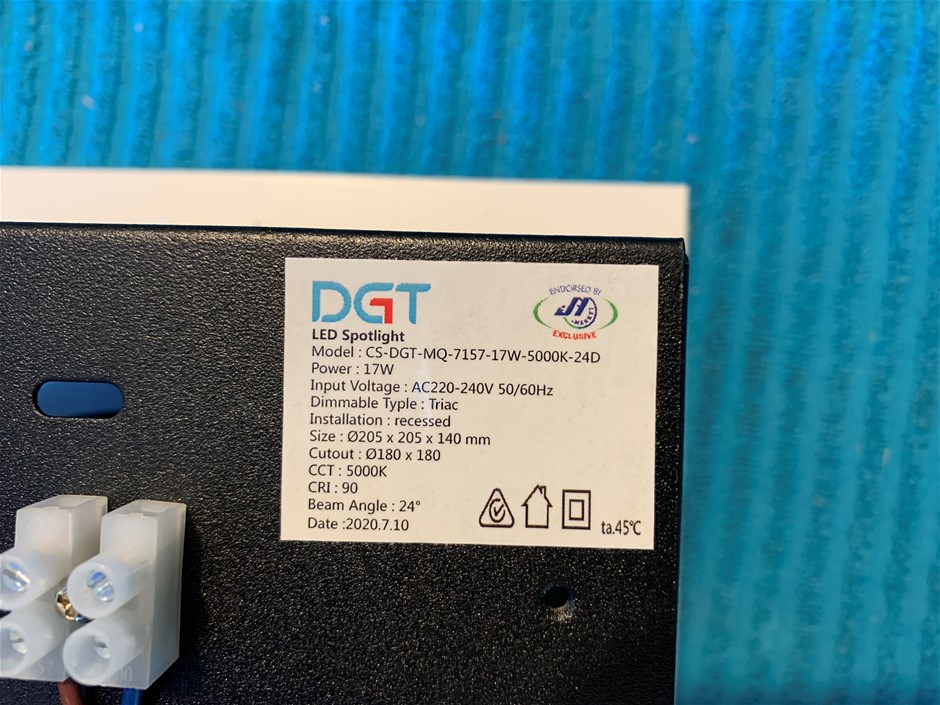 DGT
ENDORSED BY
JH
MARKET
EXCLUSIVE
LED Spotlight
Model : CS-DGT-MQ-7157-17W-5000K-24D
Power : 17W
Input Voltage : AC220-240V 50/60Hz
Dimmable Typle : Triac
Installation : recessed
Size : Ø205 x 205 x 140 mm
Cutout : Ø180 x 180
CCT : 5000K
CRI : 90
Beam Angle : 24°
Date :2020.7.10
ta.45℃